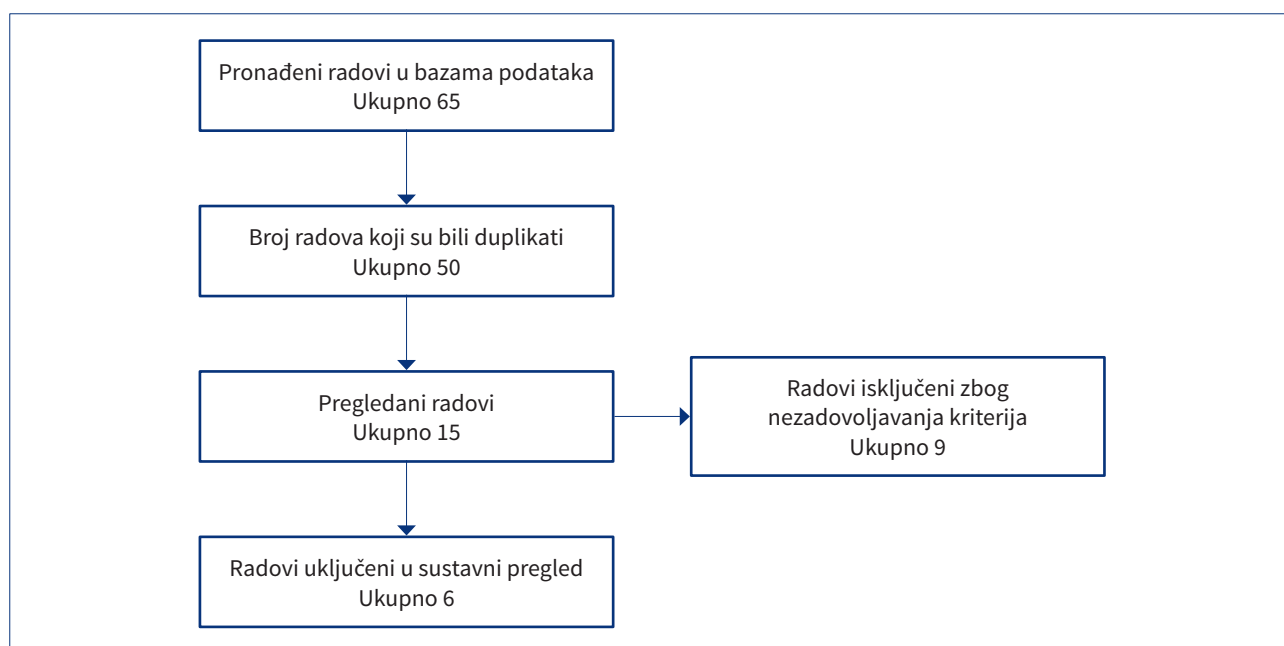 Pronađeni radovi u bazama podataka
Ukupno 65
Broj radova koji su bili duplikati
Ukupno 50
Pregledani radovi
Ukupno 15
Radovi isključeni zbog
nezadovoljavanja kriterija
Ukupno 9
Radovi uključeni u sustavni pregled
Ukupno 6